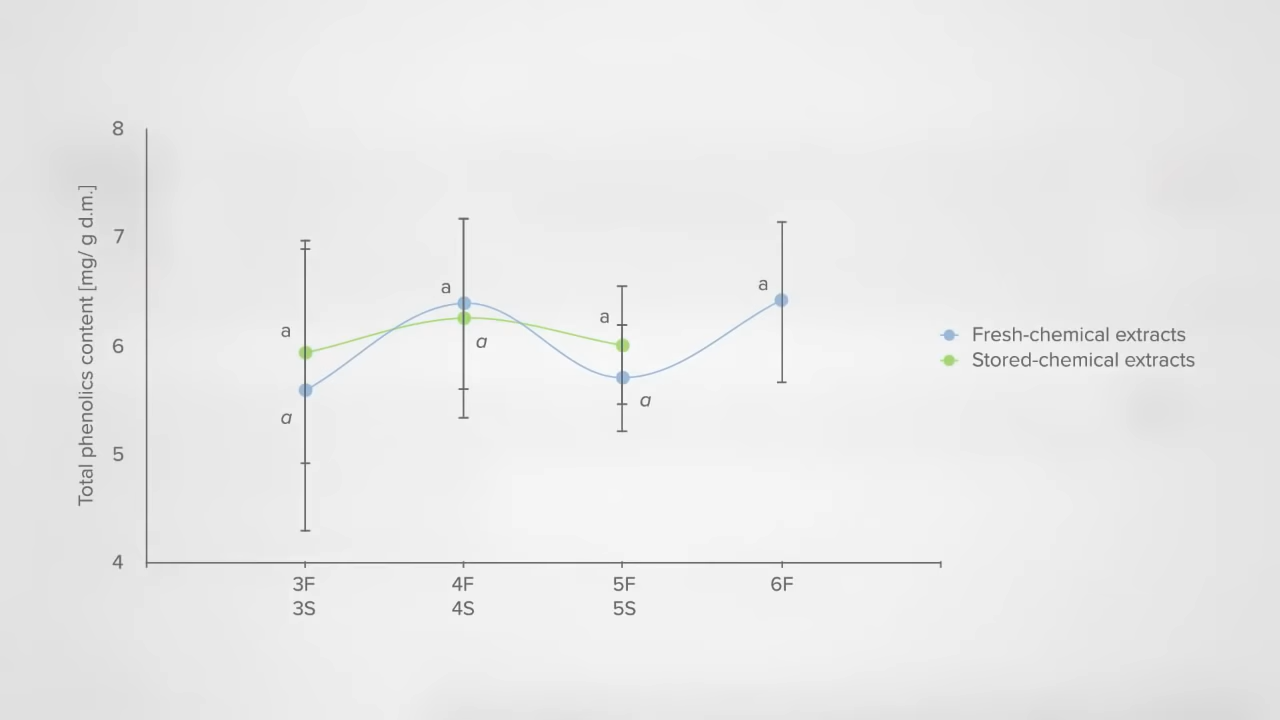 Total phenolics content [mg/ g d.m.]
8
7
6
5
4
a
a
a
a
a
a
a
3F
4F
5F
6F
3S
4S
5S
Fresh-chemical extracts
Stored-chemical extracts